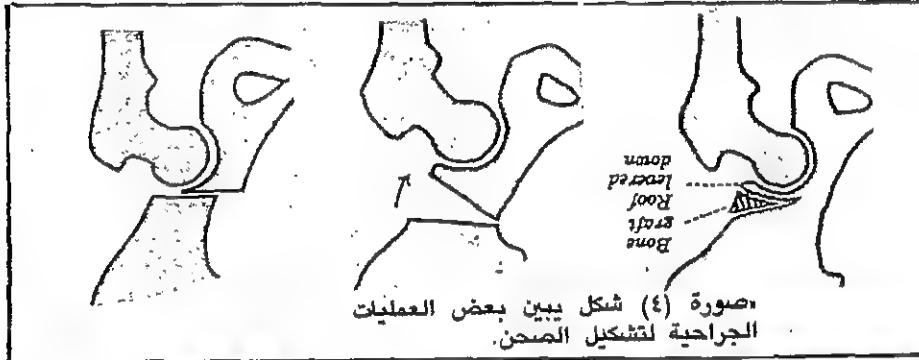 Bone
graft
Roof
levered
down
«صورة (٤) شكل يبين بعض العمليات
الجراحية لتشكيل الصحن.